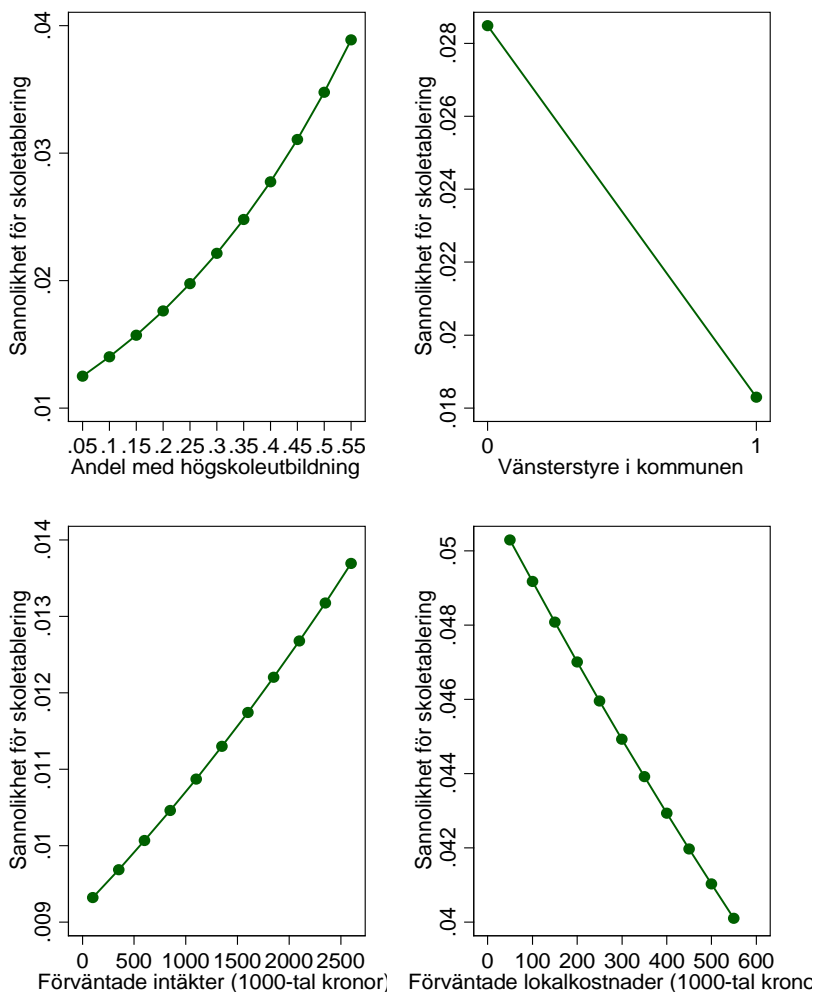 Sannolikhet för skoletablering
.04
.03
.02
.01
.05 .1 .15 .2 .25 .3 .35 .4 .45 .5 .55
Andel med högskoleutbildning
Sannolikhet för skoletablering
.028
.026
.024
.022
.02
.018
0 1
Vänsterstyre i kommunen
Sannolikhet för skoletablering
.014
.013
.012
.011
.01
.009
0 500 1000 1500 2000 2500
Förväntade intäkter (1000-tal kronor)
Sannolikhet för skoletablering
.05
.048
.046
.044
.042
.04
0 100 200 300 400 500 600
Förväntade lokalkostnader (1000-tal krono